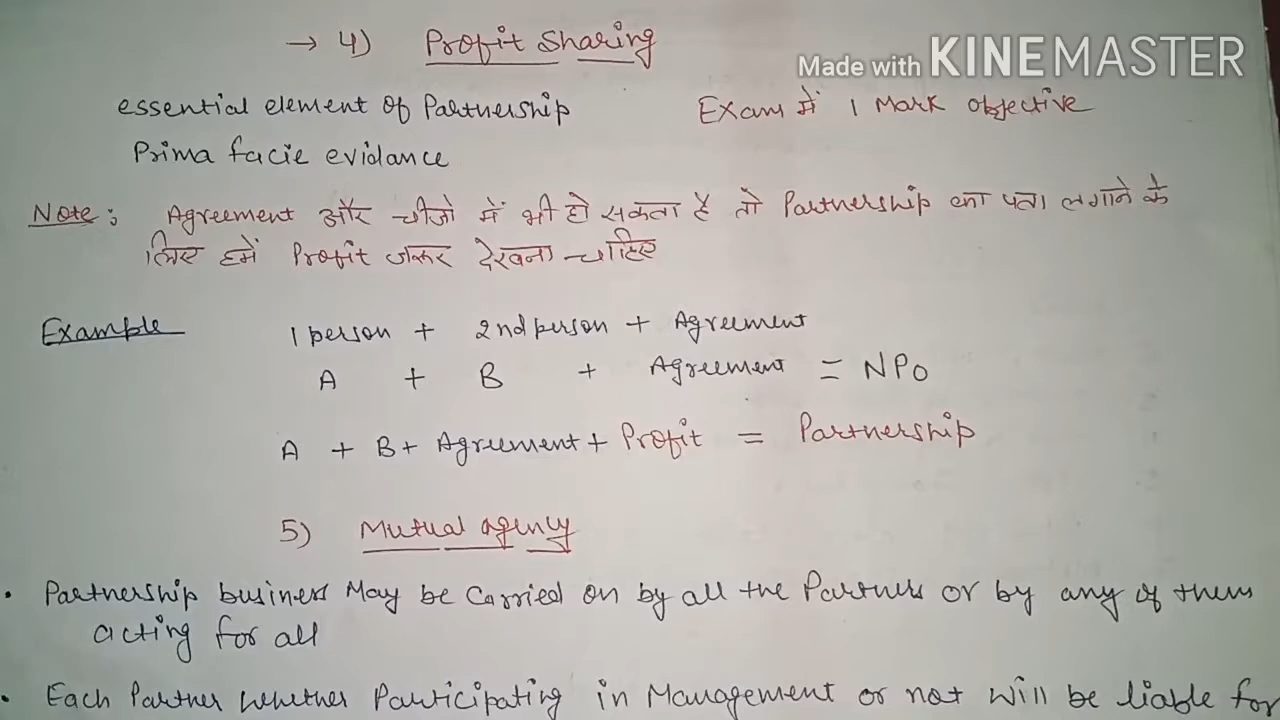 → 4) Profit Sharing
Made with KINEMASTER
essential element of Partnership
Exam में 1 Mark objective
Prima facie evidance
Note: Agreement और चीजो में भी हो सकता है तो Partnership का पता लगाने के
लिए हमें Profit जरूर देखना चाहिए
Example
1 person + 2nd person + Agreement
A + B + Agreement = NPO
A + B + Agreement + Profit = Partnership
5) Mutual agency
• Partnership business May be Carried on by all the Partners or by any of them
acting for all
• Each Partner whether Participating in Management or not will be liable for